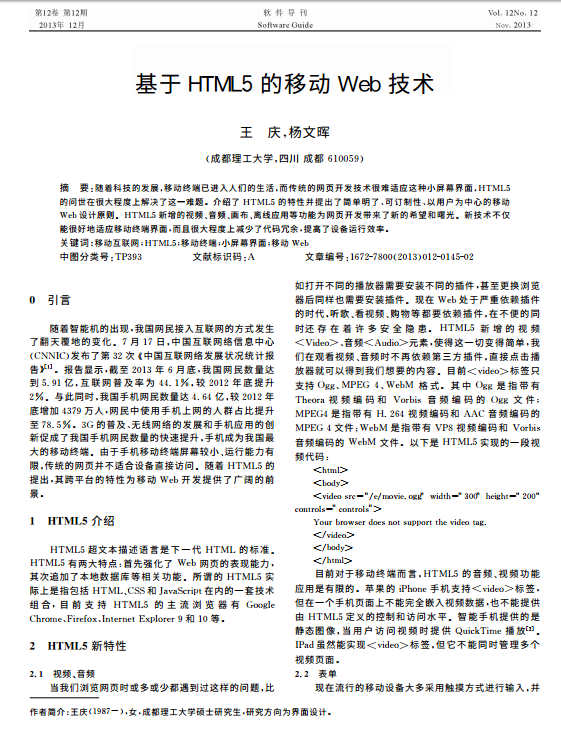 第12卷 第12期
2013年 12月
软 件 导 刊
Software Guide
Vol. 12No. 12
Nov. 2013
基于 HTML5 的移动 Web 技术
王 庆,杨文晖
(成都理工大学,四川 成都 610059)
摘 要:随着科技的发展,移动终端已进入人们的生活,而传统的网页开发技术很难适应这种小屏幕界面,HTML5
的问世在很大程度上解决了这一难题。介绍了 HTML5 的特性并提出了简单明了、可订制性、以用户为中心的移动
Web 设计原则。HTML5 新增的视频、音频、画布、离线应用等功能为网页开发带来了新的希望和曙光。新技术不仅
能很好地适应移动终端界面,而且很大程度上减少了代码冗余,提高了设备运行效率。
关键词:移动互联网;HTML5;移动终端;小屏幕界面;移动 Web
中图分类号:TP393 文献标识码:A 文章编号:1672-7800(2013)012-0145-02
0 引言
随着智能机的出现,我国网民接入互联网的方式发生
了翻天覆地的变化。7 月 17 日,中国互联网络信息中心
(CNNIC)发布了第 32 次《中国互联网络发展状况统计报
告》[1]。报告显示,截至 2013 年 6 月底,我国网民数量达
到 5.91 亿,互联网普及率为 44.1%,较 2012 年底提升
2%。与此同时,我国手机网民数量达 4.64 亿,较 2012 年
底增加 4379 万人,网民中使用手机上网的人群占比提升
至 78.5%。3G 的普及、无线网络的发展和手机应用的创
新促成了我国手机网民数量的快速提升,手机成为我国最
大的移动终端。由于手机移动终端屏幕较小、运行能力有
限,传统的网页并不适合设备直接访问。随着 HTML5 的
提出,其跨平台的特性为移动 Web 开发提供了广阔的前
景。
1 HTML5 介绍
HTML5 超文本描述语言是下一代 HTML 的标准。
HTML5 有两大特点:首先强化了 Web 网页的表现能力,
其次追加了本地数据库等相关功能。所谓的 HTML5 实
际上是指包括 HTML、CSS 和 JavaScript 在内的一套技术
组合,目前支持 HTML5 的主流浏览器有 Google
Chrome、Firefox、Internet Explorer 9 和 10 等。
2 HTML5 新特性
2.1 视频、音频
当我们浏览网页时或多或少都遇到过这样的问题,比
如打开不同的播放器需要安装不同的插件,甚至更换浏览
器后同样也需要安装插件。现在 Web 处于严重依赖插件
的时代,听歌、看视频、购物等都要依赖插件,在不便的同
时还存在着许多安全隐患。HTML5 新增的视频
<Video>、音频<Audio>元素,使得这一切变得简单,我
们在观看视频、音频时不再依赖第三方插件,直接点击播
放器就可以得到我们想要的内容。目前<video>标签只
支持 Ogg、MPEG 4、WebM 格式。其中 Ogg 是指带有
Theora 视频编码和 Vorbis 音频编码的 Ogg 文件;
MPEG4 是指带有 H.264 视频编码和 AAC 音频编码的
MPEG 4 文件;WebM 是指带有 VP8 视频编码和 Vorbis
音频编码的 WebM 文件。以下是 HTML5 实现的一段视
频代码:
<html>
<body>
<video src="/e/movie.ogg" width="300" height="200"
controls="controls">
Your browser does not support the video tag.
</video>
</body>
</html>
目前对于移动终端而言,HTML5 的音频、视频功能
应用是有限的。苹果的 iPhone 手机支持<video>标签,
但在一个手机页面上不能完全嵌入视频数据,也不能提供
由 HTML5 定义的控制和访问水平。智能手机提供的是
静态图像,当用户访问视频时提供 QuickTime 播放[2]。
IPad 虽然能实现<video>标签,但它不能同时管理多个
视频页面。
2.2 表单
现在流行的移动设备大多采用触摸方式进行输入,并
作者简介:王庆(1987-),女,成都理工大学硕士研究生,研究方向为界面设计。